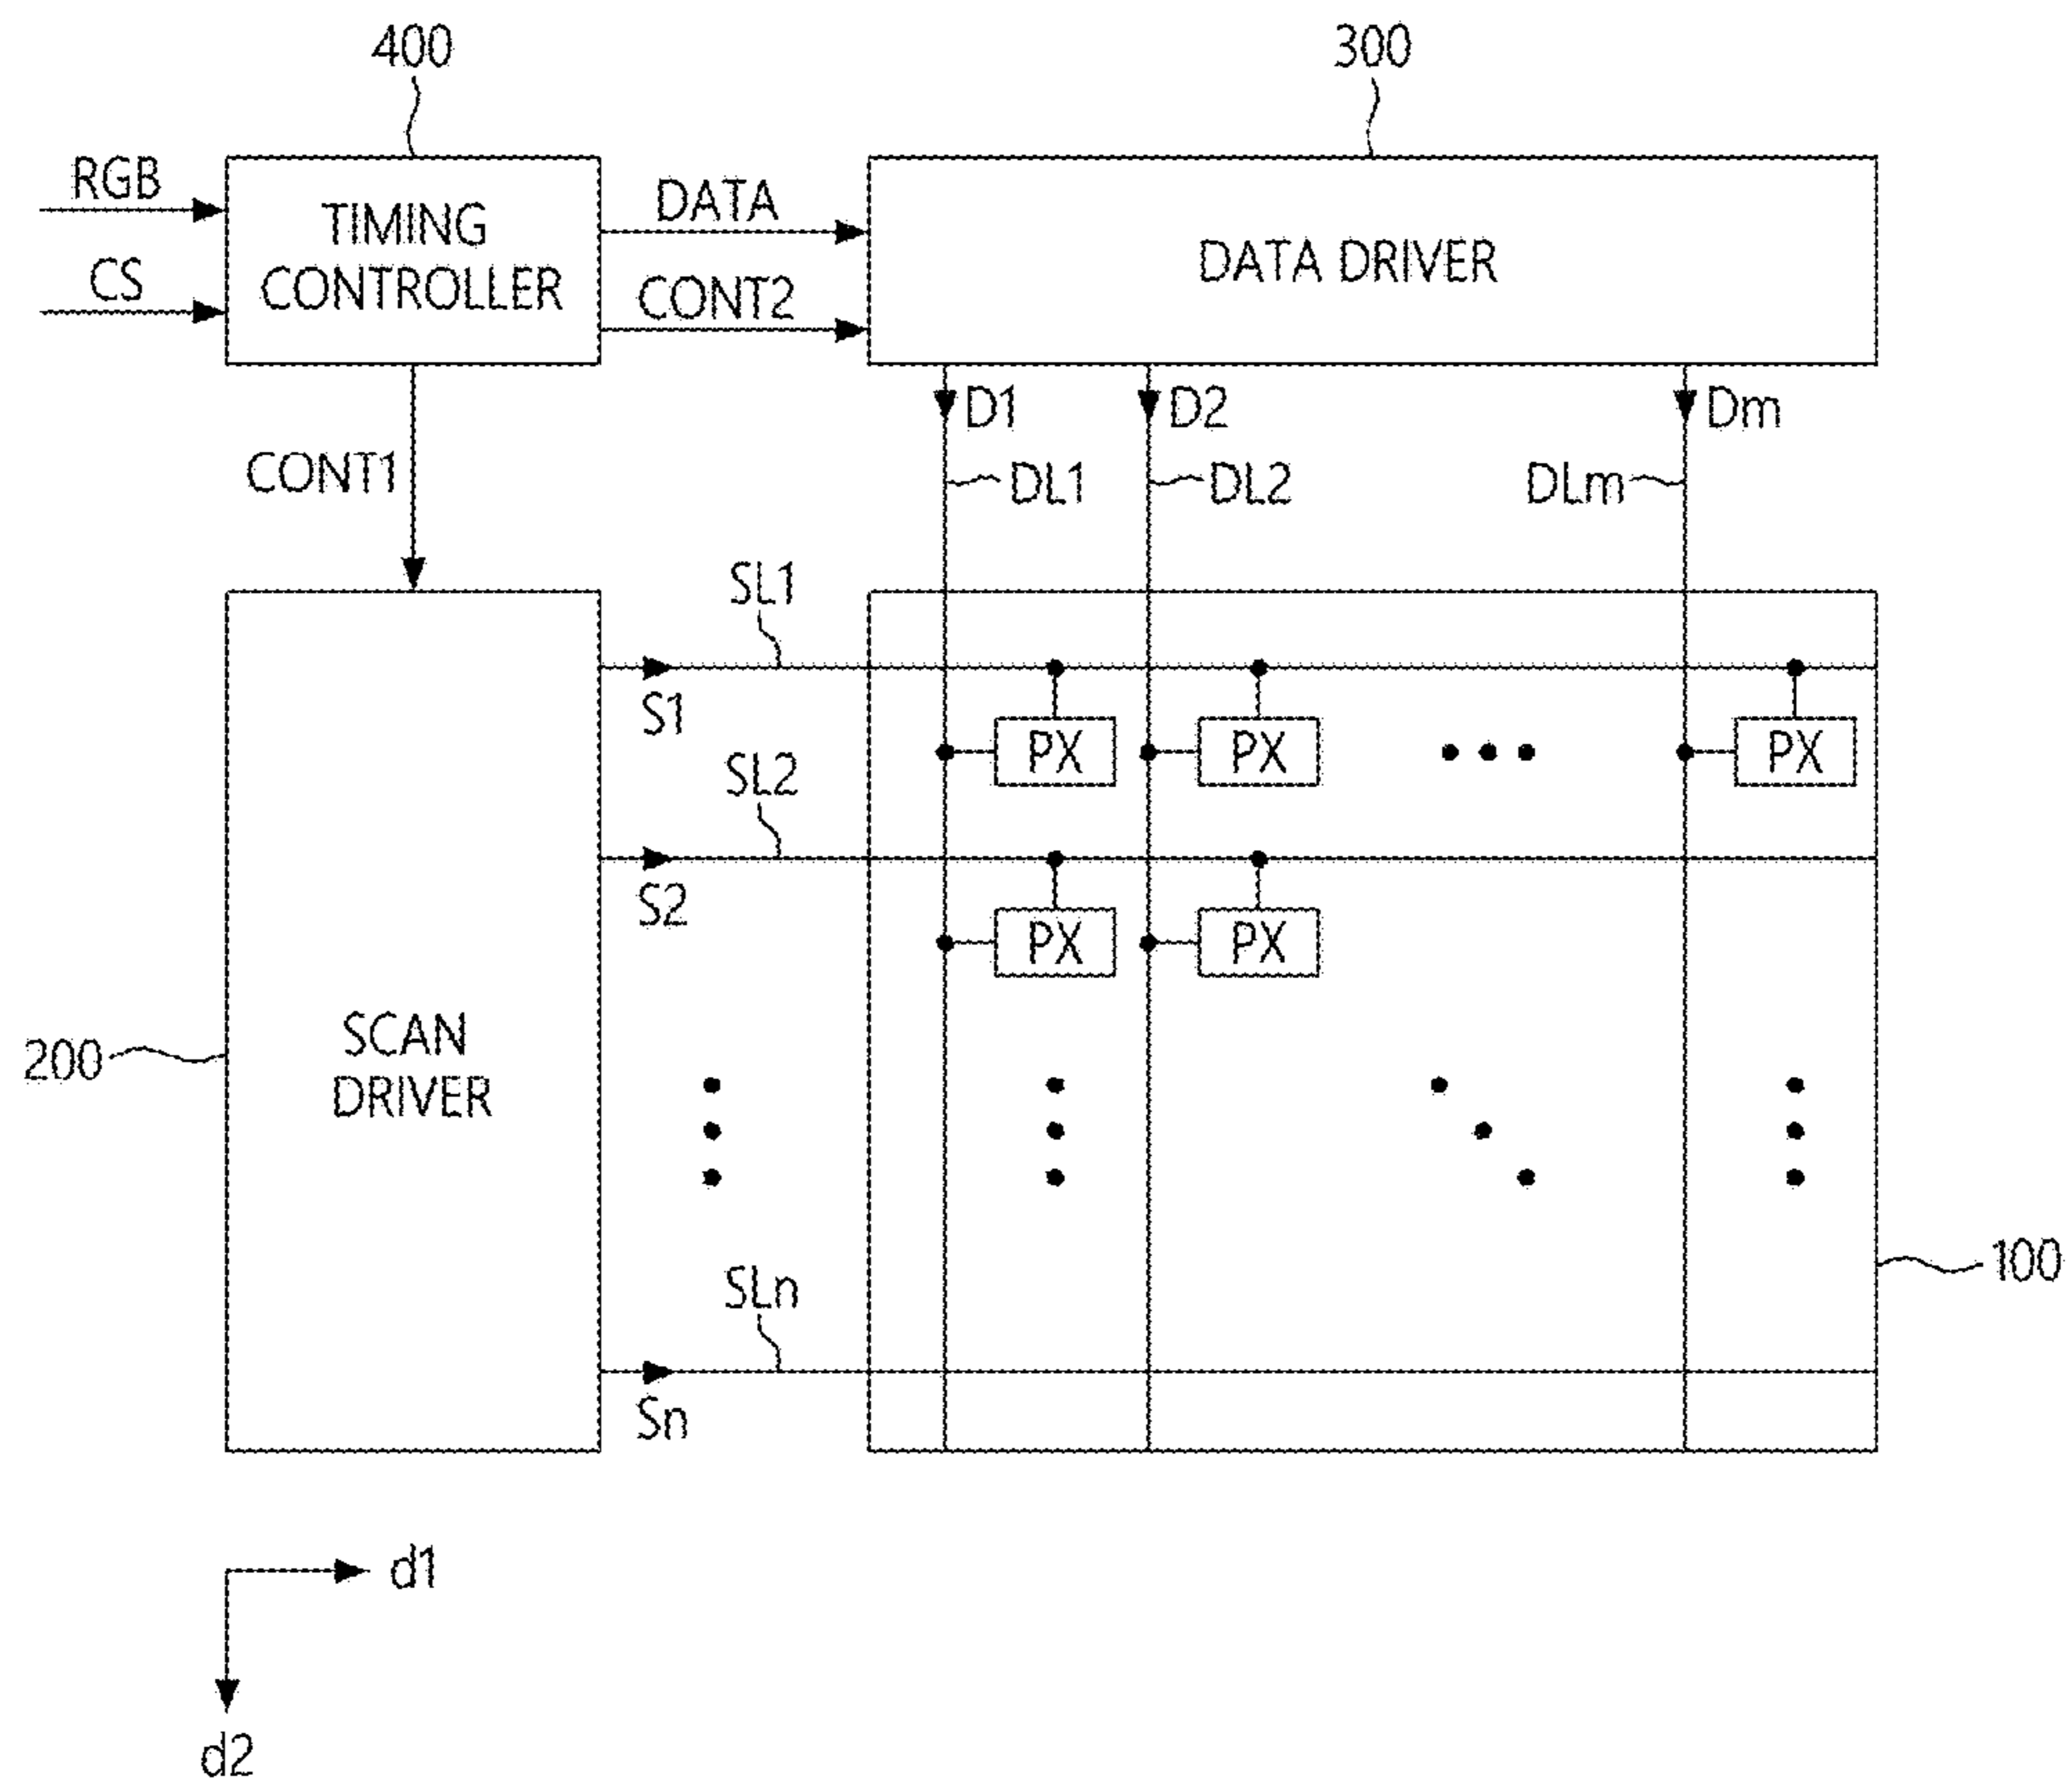 400
300
RGB
CS
TIMING
CONTROLLER
DATA
CONT2
DATA DRIVER
D1
D2
Dm
CONT1
DL1
DL2
DLm
SL1
S1
PX
PX
PX
SL2
S2
PX
PX
200
SCAN
DRIVER
100
SLn
Sn
d1
d2